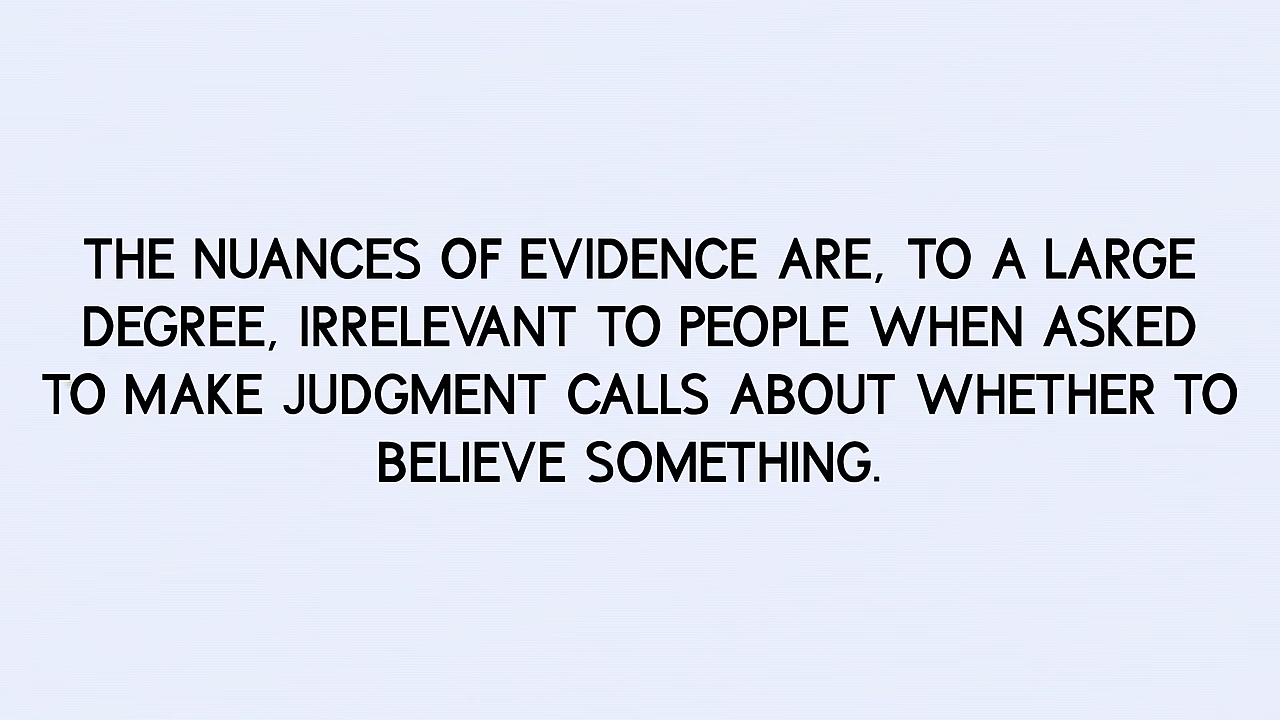 THE NUANCES OF EVIDENCE ARE, TO A LARGE
DEGREE, IRRELEVANT TO PEOPLE WHEN ASKED
TO MAKE JUDGMENT CALLS ABOUT WHETHER TO
BELIEVE SOMETHING.